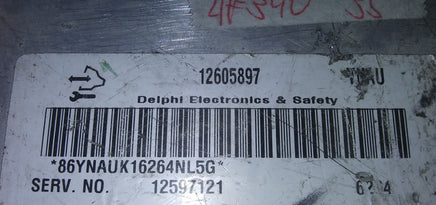 12605897
Delphi Electronics & Safety
*86YNAUK16264NL5G*
SERV. NO. 12597121